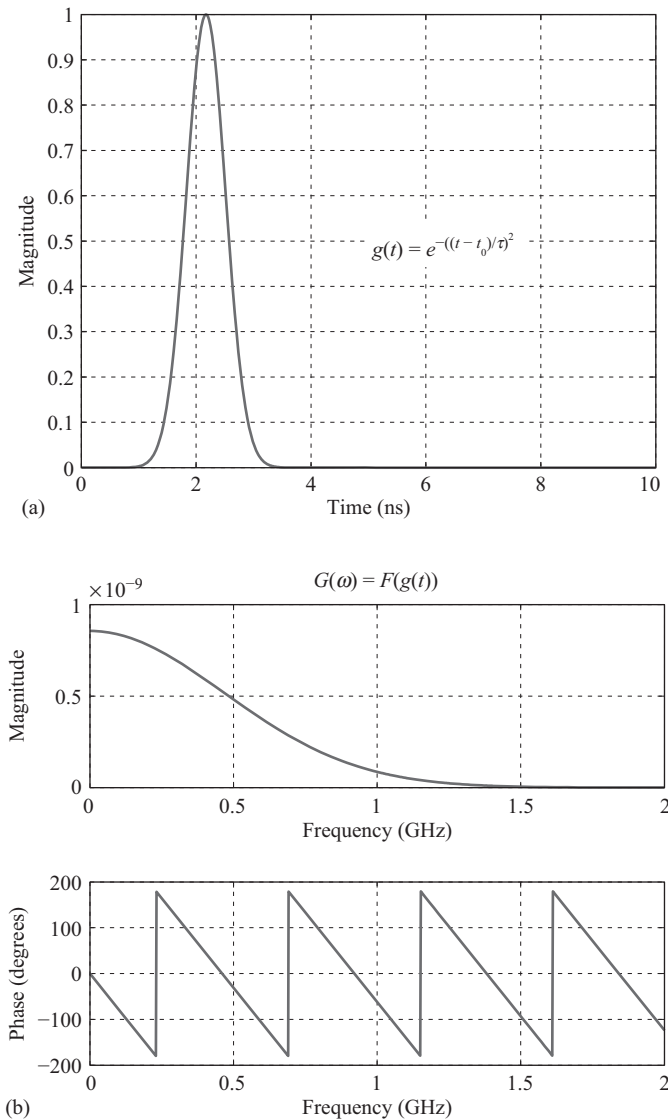 1
0.9
0.8
0.7
0.6
0.5
0.4
0.3
0.2
0.1
0
Magnitude
g(t) = e^{−((t − t_0)/τ)^2}
0 2 4 6 8 10
Time (ns)
(a)
×10^{−9}
G(ω) = F(g(t))
1
0.5
0
Magnitude
0 0.5 1 1.5 2
Frequency (GHz)
200
100
0
−100
−200
Phase (degrees)
0 0.5 1 1.5 2
Frequency (GHz)
(b)